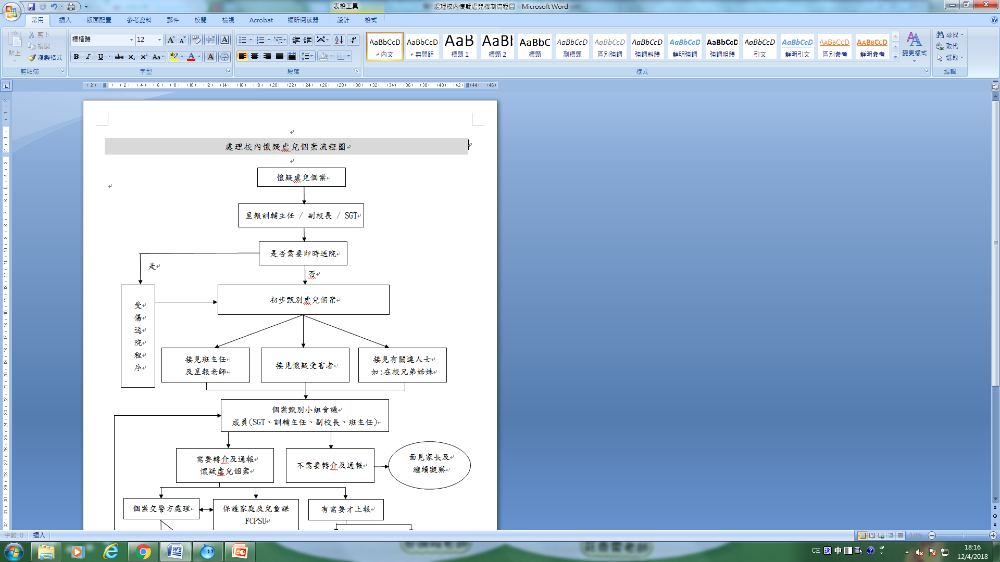 表格工具
處理校內懷疑虐兒機制流程圖 - Microsoft Word
常用 插入 版面配置 參考資料 郵件 校閱 檢視 Acrobat 福昕阅读器 設計 格式
貼上
剪下
複製
複製格式
剪貼簿
標楷體 12
字型
段落
AaBbCcD AaBbCcD AaB AaBb AaBbC AaBbCcD AaBbCcD AaBbCcD AaBbCcD AaBbCcD AaBbCcD AaBbCcD AABBCCD AABBCCD
內文 無間距 標題 1 標題 2 標題 副標題 區別強調 強調斜體 鮮明強調 強調粗體 引文 鮮明引文 區別參考 鮮明參考
樣式
變更樣式
尋找
取代
選取
編輯
處理校內懷疑虐兒個案流程圖
懷疑虐兒個案
呈報訓輔主任 / 副校長 / SGT
是否需要即時送院
是
否
受
傷
送
院
程
序
初步甄別虐兒個案
接見班主任
及呈報老師
接見懷疑受害者
接見有關連人士
如:在校兄弟姊妹
個案甄別小組會議
成員(SGT、訓輔主任、副校長、班主任)
需要轉介及通報
懷疑虐兒個案
不需要轉介及通報
面見家長及
繼續觀察
個案交警方處理
保護家庭及兒童課
FCPSU
有需要才上報
字數: 0 插入
10%
CH 速 中
18:16
12/4/2018